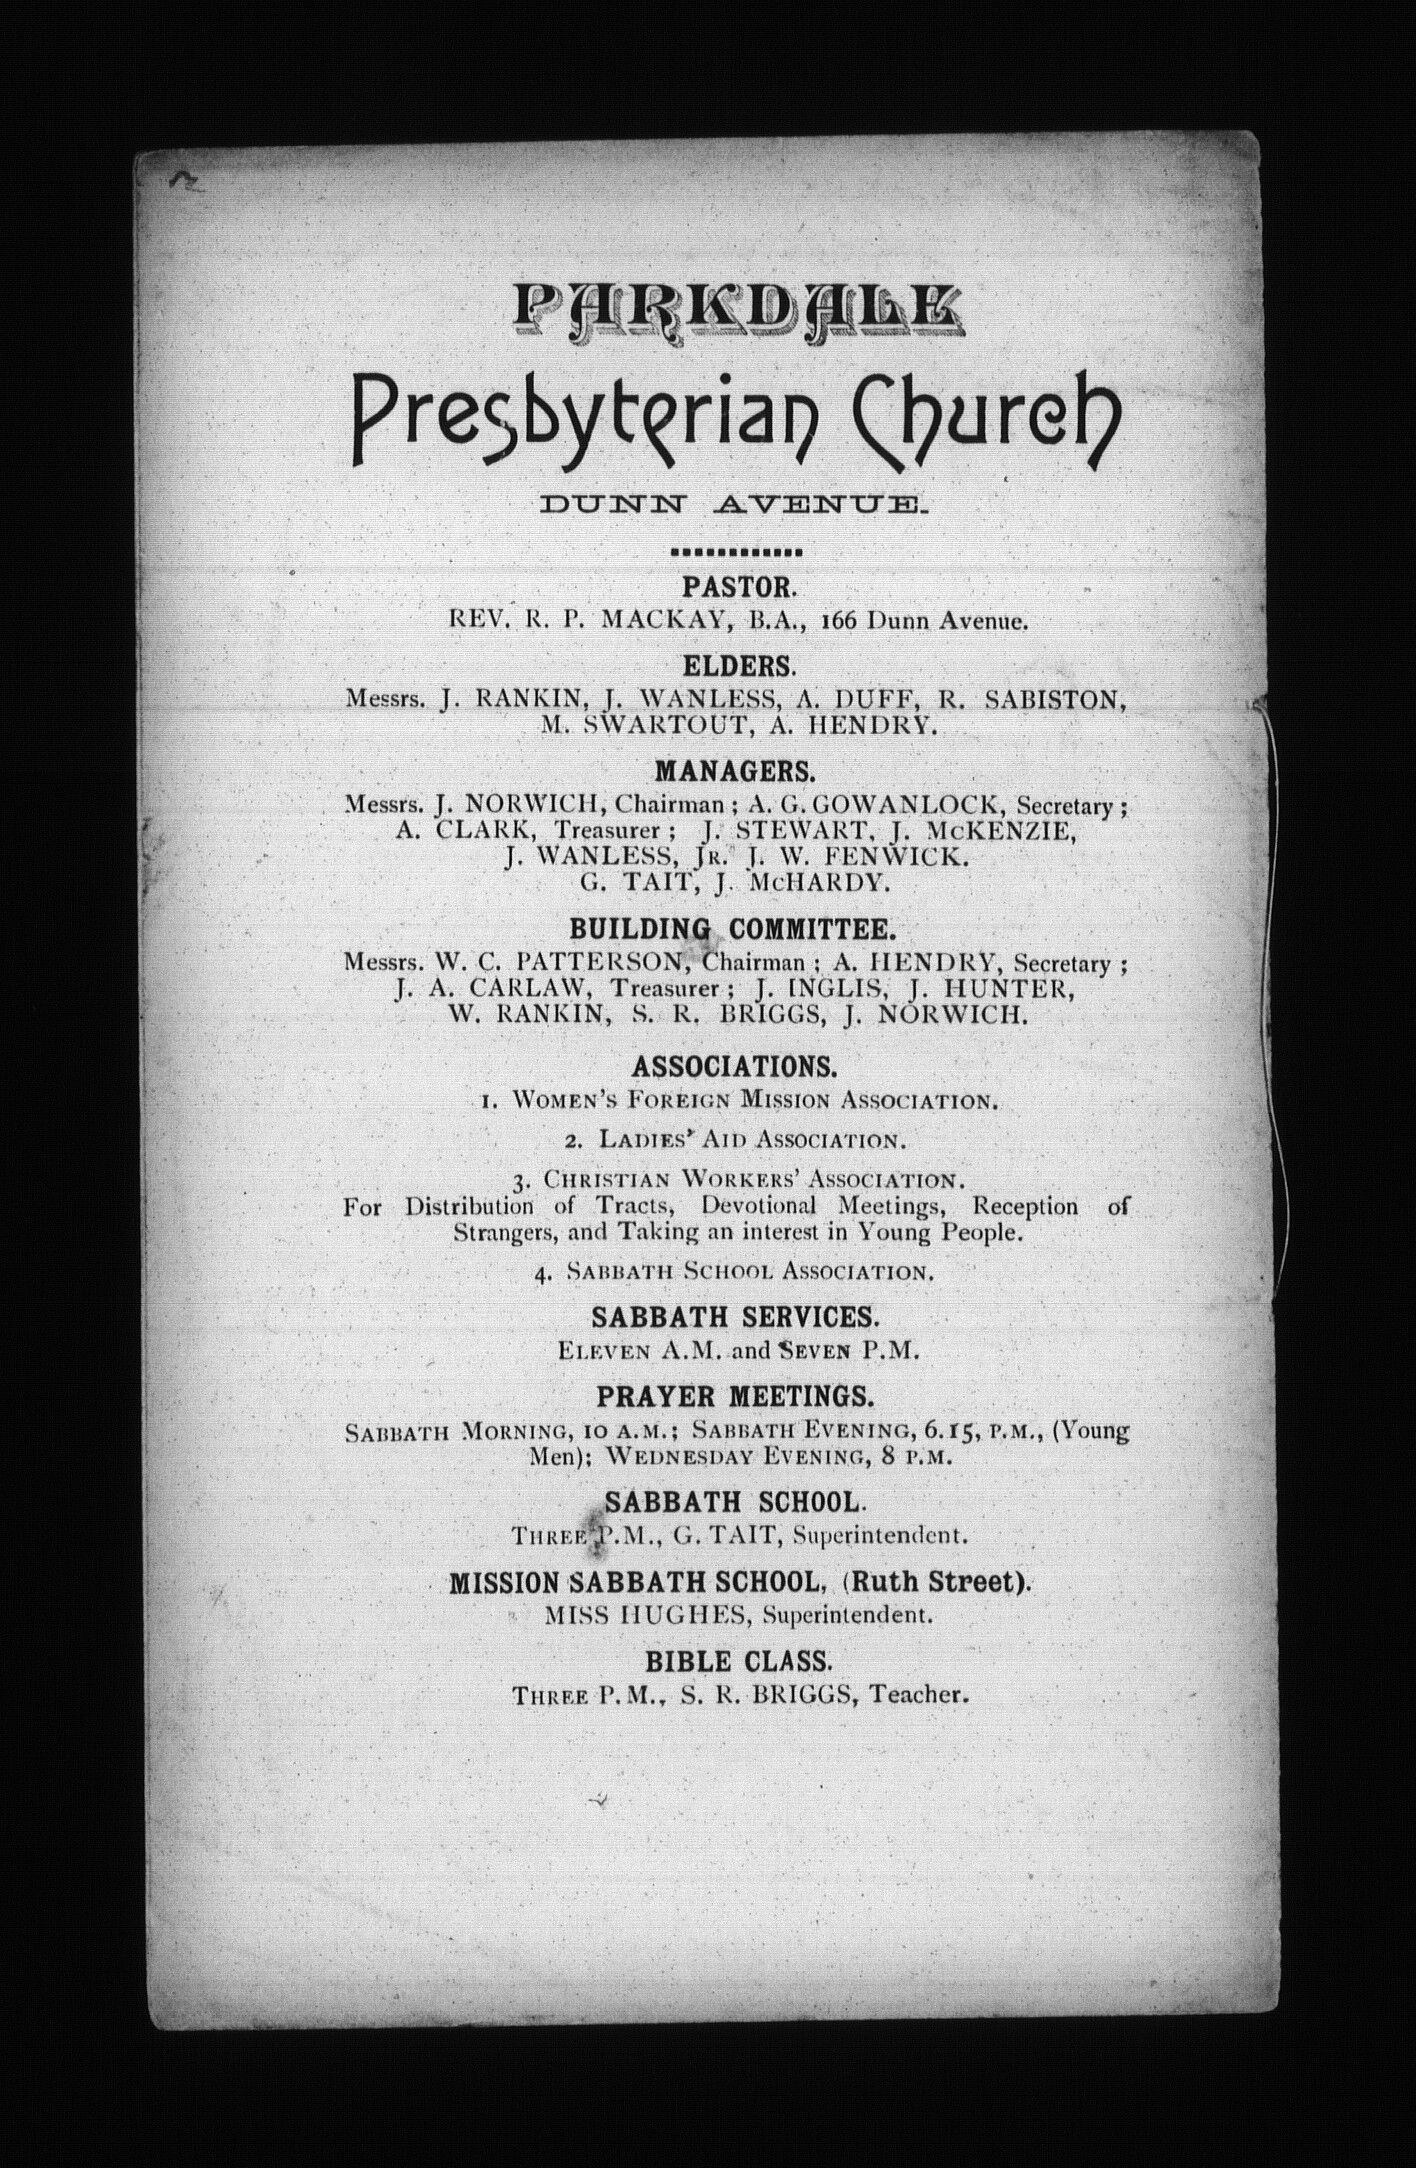 PARKDALE
Presbyterian Church
DUNN AVENUE.
PASTOR.
REV. R. P. MACKAY, B.A., 166 Dunn Avenue.
ELDERS.
Messrs. J. RANKIN, J. WANLESS, A. DUFF, R. SABISTON,
M. SWARTOUT, A. HENDRY.
MANAGERS.
Messrs. J. NORWICH, Chairman ; A. G. GOWANLOCK, Secretary ;
A. CLARK, Treasurer ; J. STEWART, J. McKENZIE,
J. WANLESS, JR. J. W. FENWICK.
G. TAIT, J. McHARDY.
BUILDING COMMITTEE.
Messrs. W. C. PATTERSON, Chairman ; A. HENDRY, Secretary ;
J. A. CARLAW, Treasurer ; J. INGLIS, J. HUNTER,
W. RANKIN, S. R. BRIGGS, J. NORWICH.
ASSOCIATIONS.
1. WOMEN'S FOREIGN MISSION ASSOCIATION.
2. LADIES' AID ASSOCIATION.
3. CHRISTIAN WORKERS' ASSOCIATION.
For Distribution of Tracts, Devotional Meetings, Reception of
Strangers, and Taking an interest in Young People.
4. SABBATH SCHOOL ASSOCIATION.
SABBATH SERVICES.
ELEVEN A.M. and SEVEN P.M.
PRAYER MEETINGS.
SABBATH MORNING, 10 A.M.; SABBATH EVENING, 6.15, P.M., (Young
Men); WEDNESDAY EVENING, 8 P.M.
SABBATH SCHOOL.
THREE P.M., G. TAIT, Superintendent.
MISSION SABBATH SCHOOL, (Ruth Street).
MISS HUGHES, Superintendent.
BIBLE CLASS.
THREE P.M., S. R. BRIGGS, Teacher.